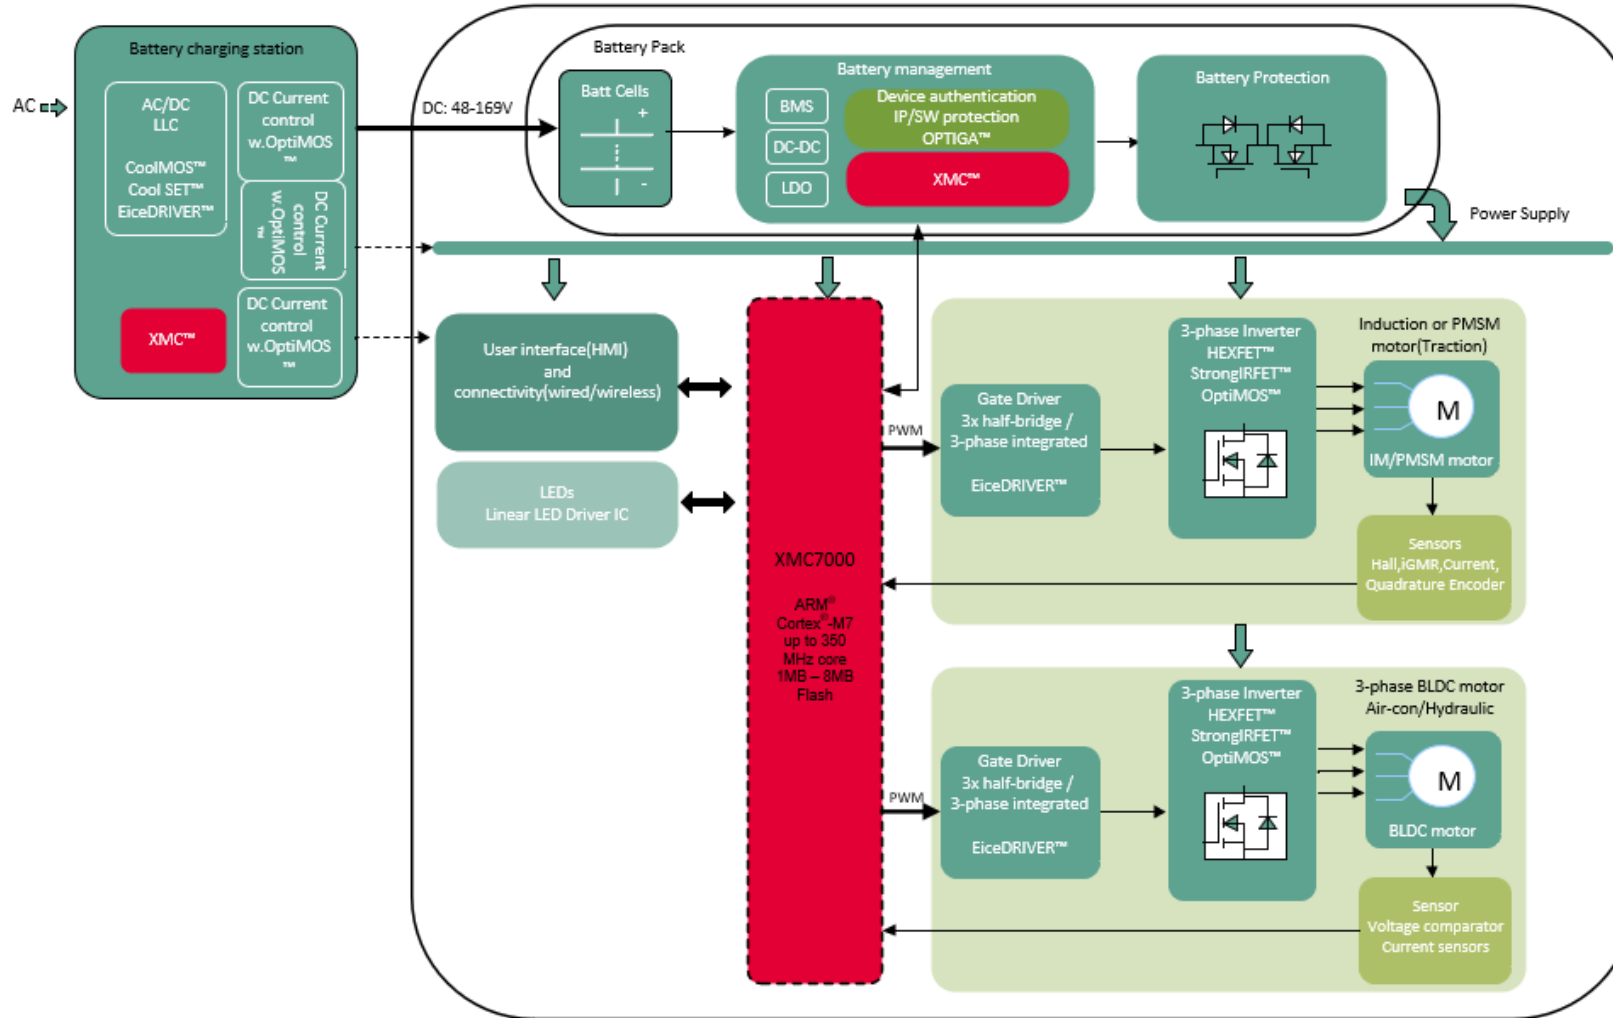 Battery charging station
AC
AC/DC
LLC
CoolMOS™
Cool SET™
EiceDRIVER™
DC Current
control
w.OptiMOS
™
DC Current
control
w.OptiMOS
™
XMC™
DC Current
control
w.OptiMOS
™
DC: 48-169V
Battery Pack
Batt Cells
+
-
Battery management
BMS
DC-DC
LDO
Device authentication
IP/SW protection
OPTIGA™
XMC™
Battery Protection
Power Supply
User interface(HMI)
and
connectivity(wired/wireless)
LEDs
Linear LED Driver IC
XMC7000
ARM®
Cortex®-M7
up to 350
MHz core
1MB – 8MB
Flash
PWM
Gate Driver
3x half-bridge /
3-phase integrated
EiceDRIVER™
3-phase Inverter
HEXFET™
StrongIRFET™
OptiMOS™
Induction or PMSM
motor(Traction)
M
IM/PMSM motor
Sensors
Hall,iGMR,Current,
Quadrature Encoder
PWM
Gate Driver
3x half-bridge /
3-phase integrated
EiceDRIVER™
3-phase Inverter
HEXFET™
StrongIRFET™
OptiMOS™
3-phase BLDC motor
Air-con/Hydraulic
M
BLDC motor
Sensor
Voltage comparator
Current sensors